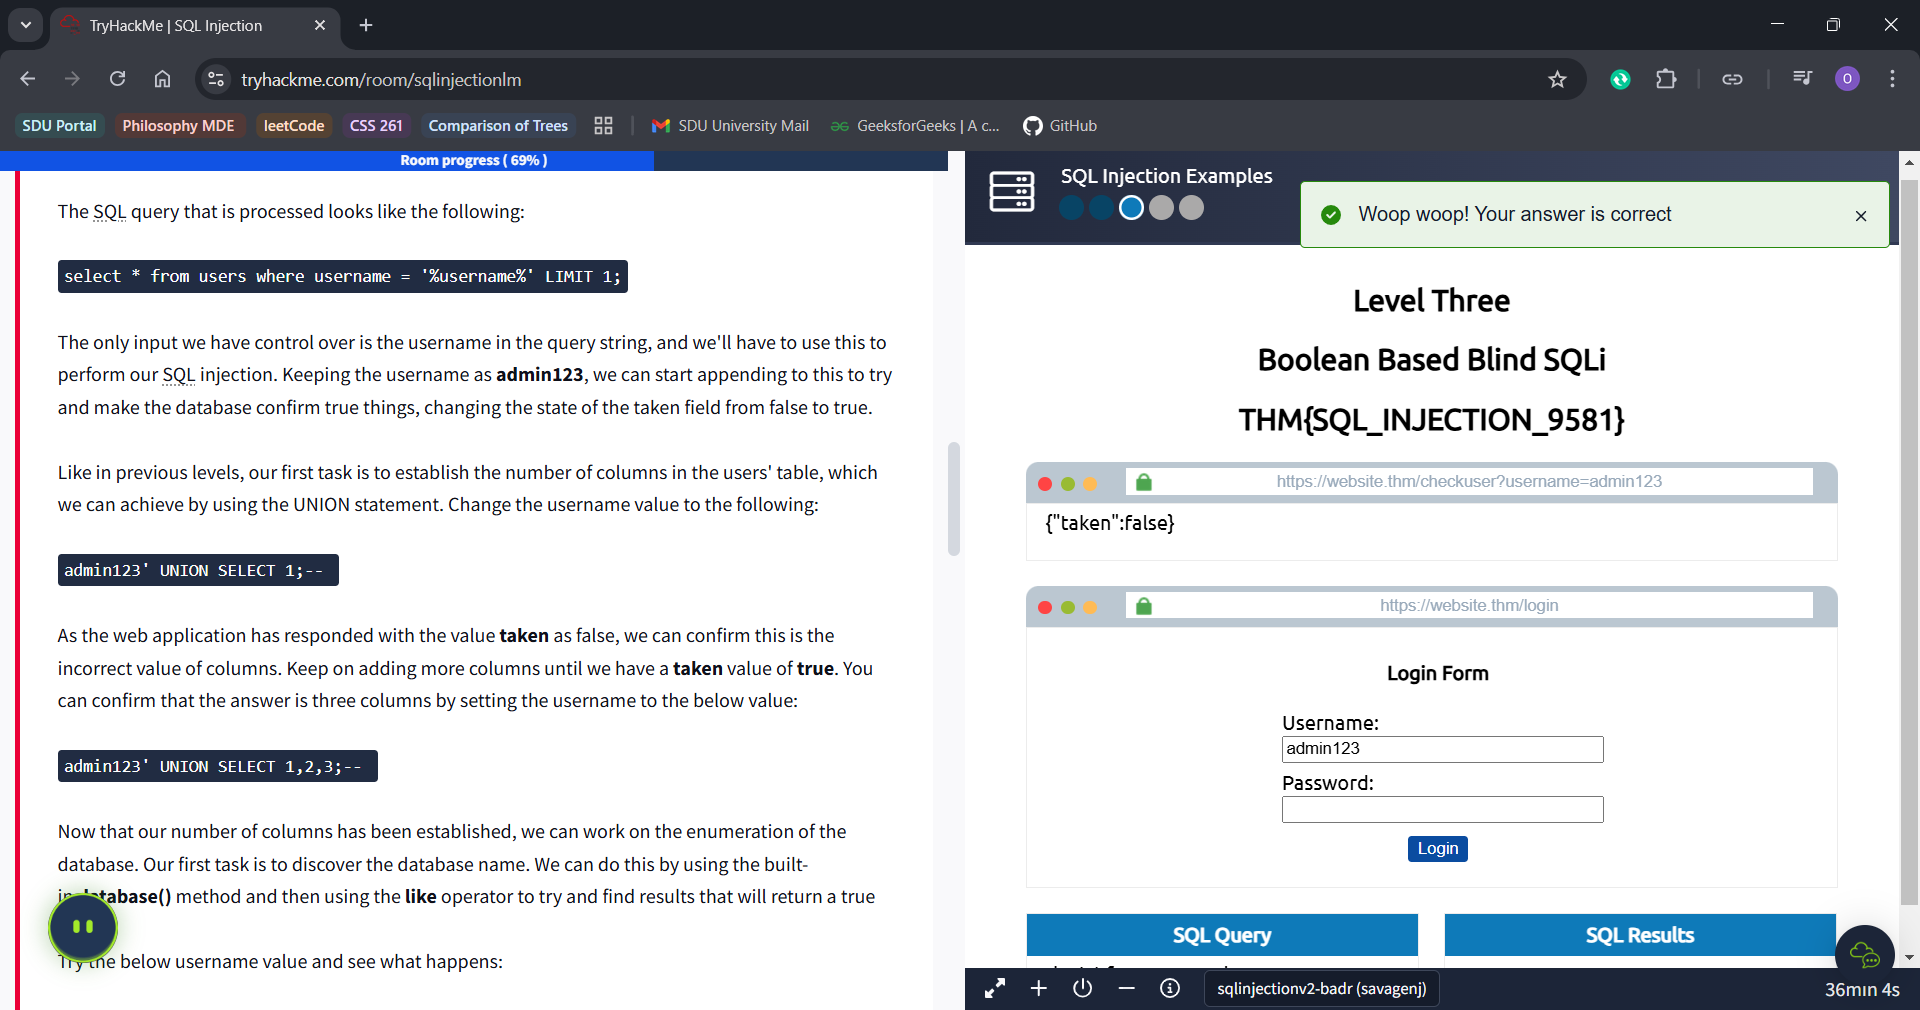 TryHackMe | SQL Injection
tryhackme.com/room/sqlinjectionlm
O
SDU Portal
Philosophy MDE
leetCode
CSS 261
Comparison of Trees
SDU University Mail
GeeksforGeeks | A c...
GitHub
Room progress ( 69% )
The SQL query that is processed looks like the following:
select * from users where username = '%username%' LIMIT 1;
The only input we have control over is the username in the query string, and we'll have to use this to
perform our SQL injection. Keeping the username as admin123, we can start appending to this to try
and make the database confirm true things, changing the state of the taken field from false to true.
Like in previous levels, our first task is to establish the number of columns in the users' table, which
we can achieve by using the UNION statement. Change the username value to the following:
admin123' UNION SELECT 1;--
As the web application has responded with the value taken as false, we can confirm this is the
incorrect value of columns. Keep on adding more columns until we have a taken value of true. You
can confirm that the answer is three columns by setting the username to the below value:
admin123' UNION SELECT 1,2,3;--
Now that our number of columns has been established, we can work on the enumeration of the
database. Our first task is to discover the database name. We can do this by using the built-
method and then using the like operator to try and find results that will return a true
Try the below username value and see what happens:
SQL Injection Examples
Woop woop! Your answer is correct
Level Three
Boolean Based Blind SQLi
THM{SQL_INJECTION_9581}
https://website.thm/checkuser?username=admin123
{"taken":false}
https://website.thm/login
Login Form
Username:
admin123
Password:
Login
SQL Query
SQL Results
sqlinjectionv2-badr (savagenj)
36min 4s